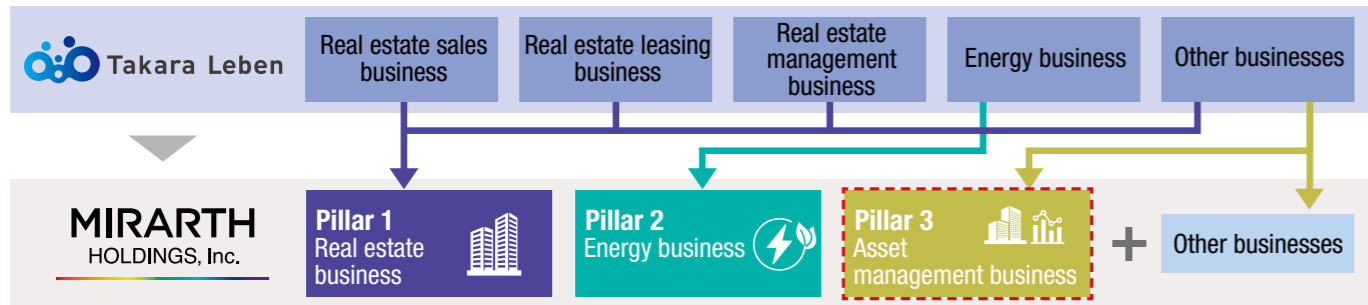 Takara Leben
Real estate sales
business
Real estate leasing
business
Real estate
management
business
Energy business
Other businesses
MIRARTH
HOLDINGS, Inc.
Pillar 1
Real estate
business
Pillar 2
Energy business
Pillar 3
Asset
management business
+
Other businesses